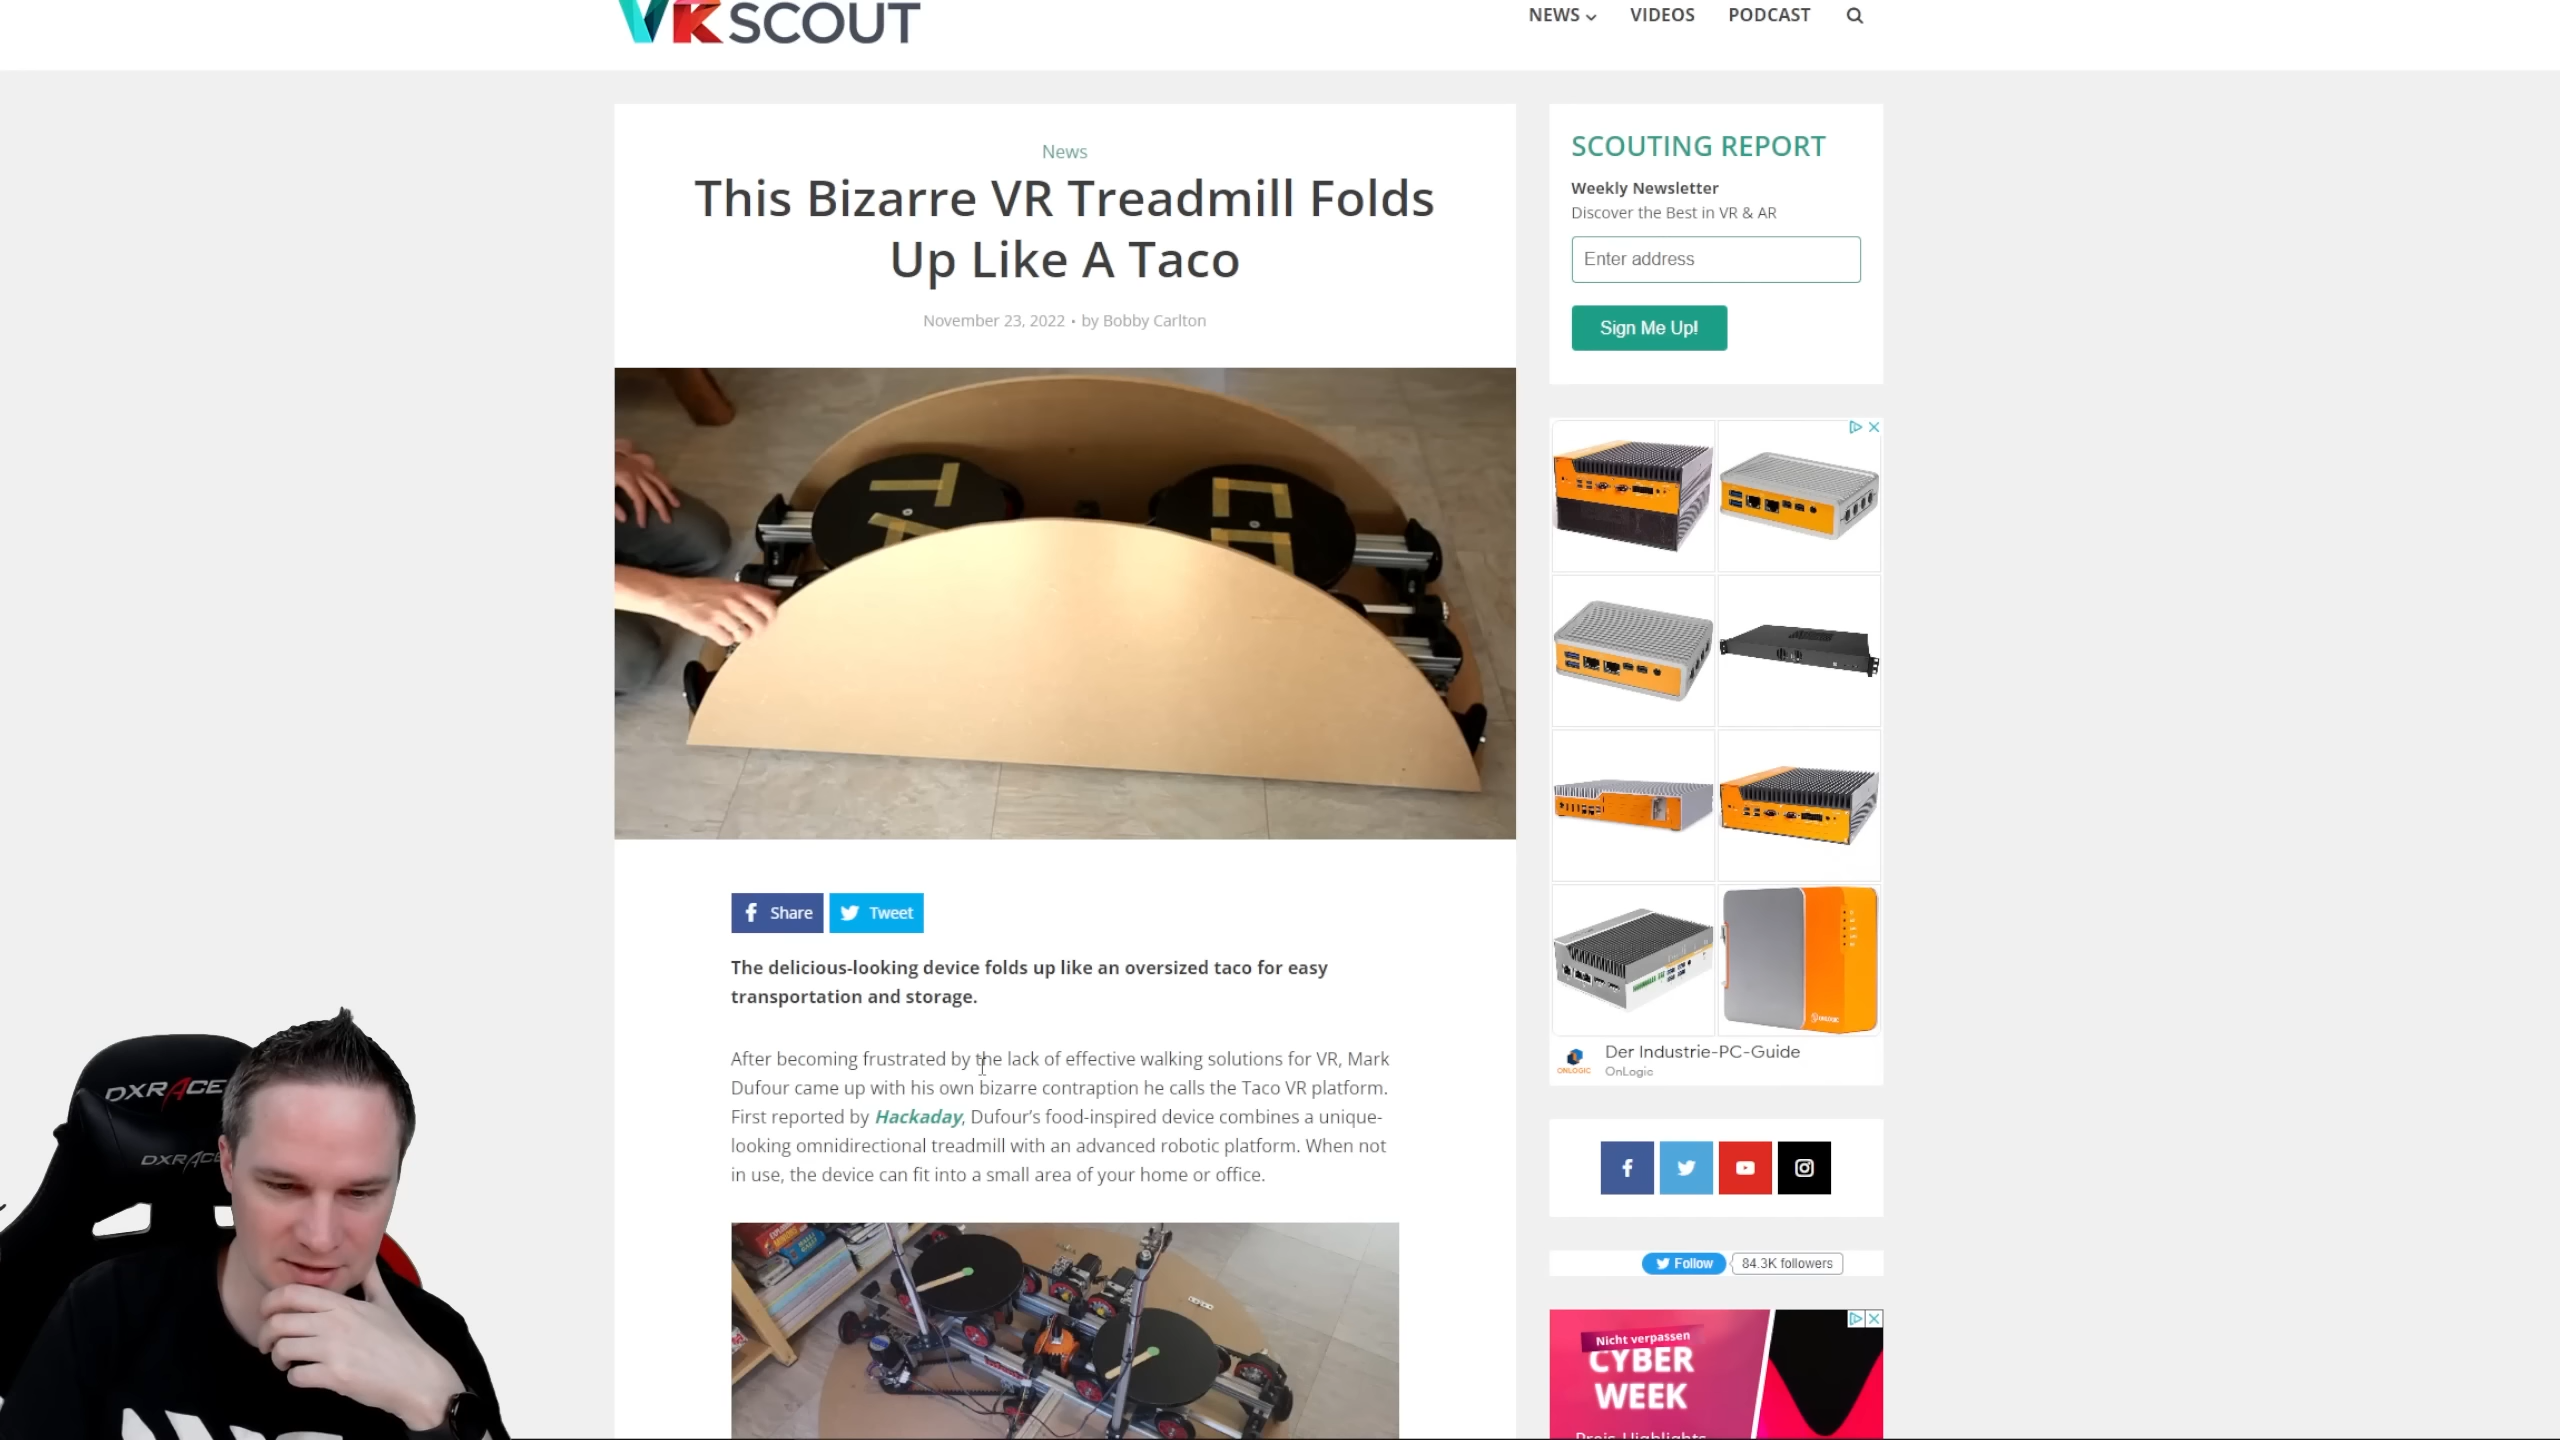 VRSCOUT
NEWS
VIDEOS
PODCAST
News
This Bizarre VR Treadmill Folds
Up Like A Taco
November 23, 2022 • by Bobby Carlton
Share
Tweet
The delicious-looking device folds up like an oversized taco for easy
transportation and storage.
After becoming frustrated by the lack of effective walking solutions for VR, Mark
Dufour came up with his own bizarre contraption he calls the Taco VR platform.
First reported by Hackaday, Dufour’s food-inspired device combines a unique-
looking omnidirectional treadmill with an advanced robotic platform. When not
in use, the device can fit into a small area of your home or office.
SCOUTING REPORT
Weekly Newsletter
Discover the Best in VR & AR
Enter address
Sign Me Up!
ONLOGIC
Der Industrie-PC-Guide
OnLogic
Follow
84.3K followers
Nicht verpassen
CYBER
WEEK
Preis-Highlights
DXRACE
DXRACE